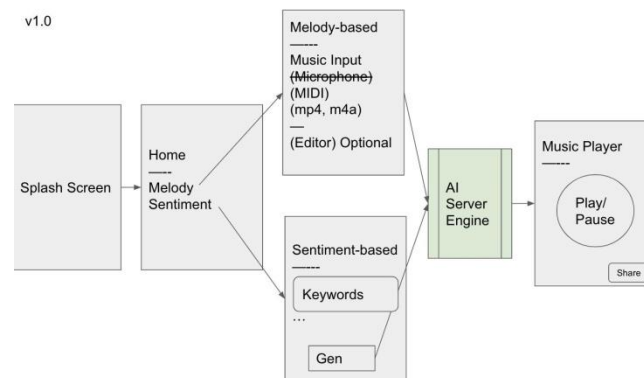 v1.0
Splash Screen
Home
—--
Melody
Sentiment
Melody-based
—---
Music Input
(Microphone)
(MIDI)
(mp4, m4a)
—
(Editor) Optional
Sentiment-based
—---
Keywords
...
Gen
AI
Server
Engine
Music Player
—---
Play/
Pause
Share